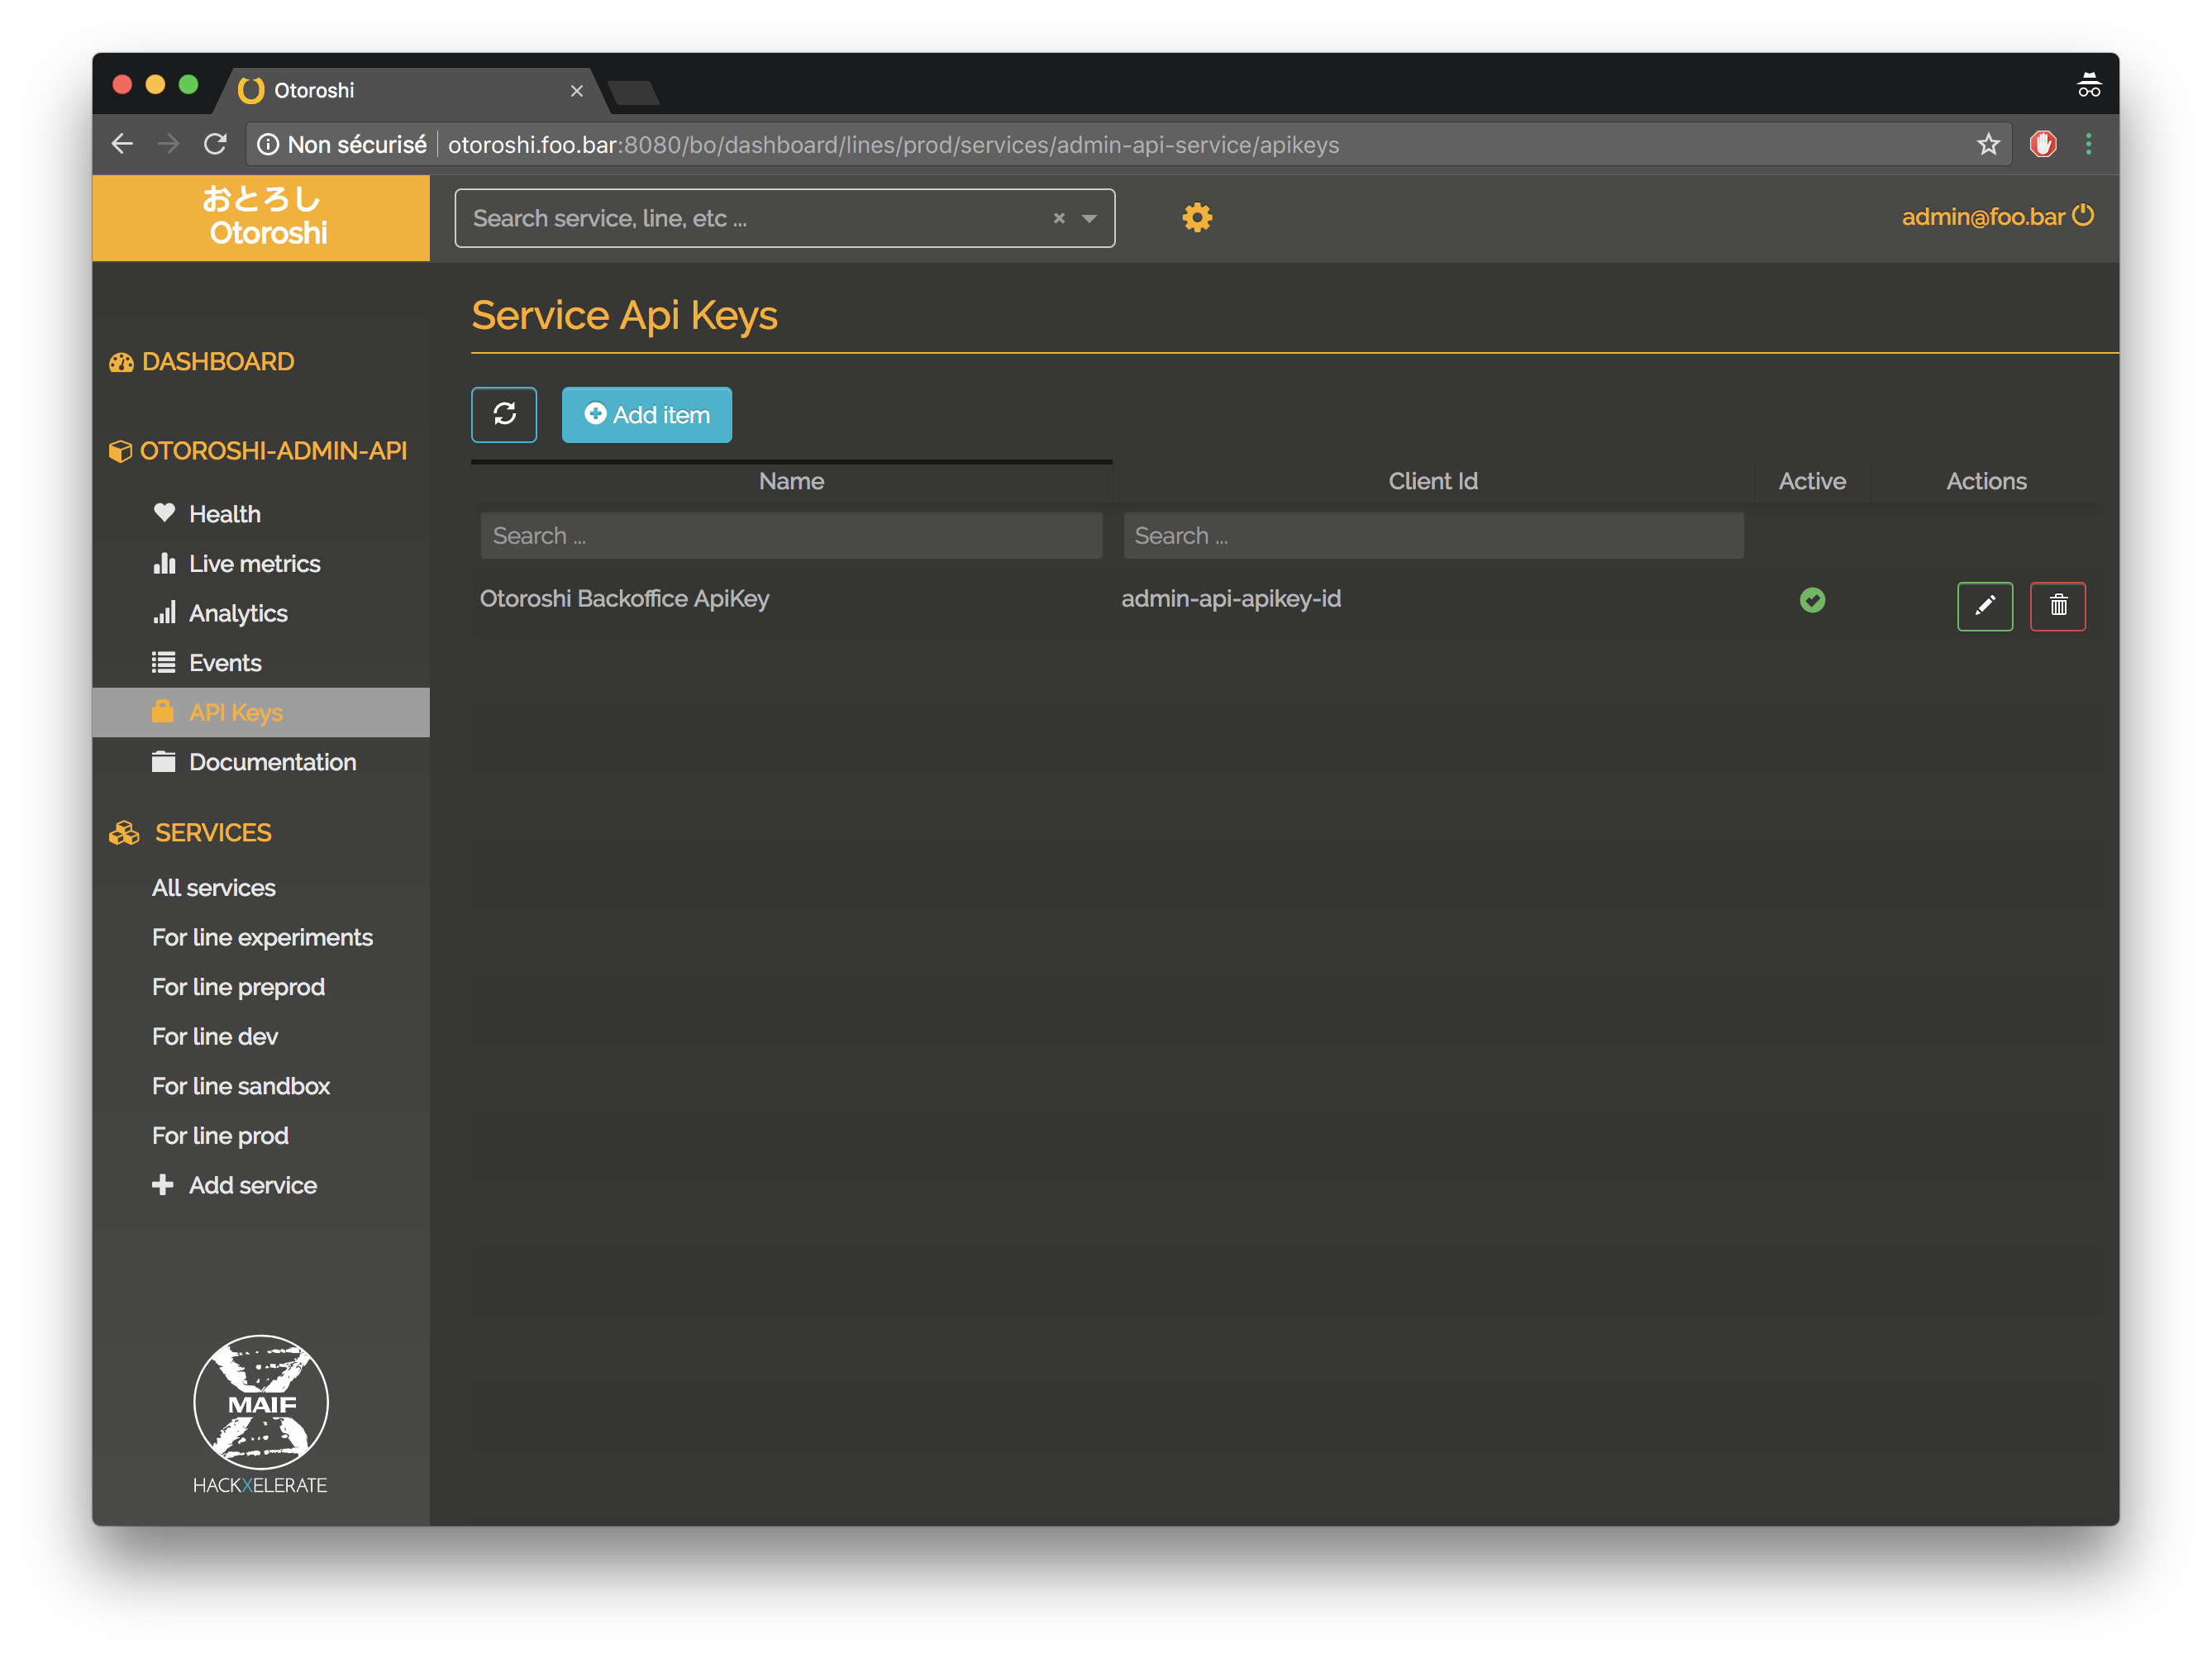 Otoroshi
Non sécurisé otoroshi.foo.bar:8080/bo/dashboard/lines/prod/services/admin-api-service/apikeys
おとろし
Otoroshi
Search service, line, etc ...
admin@foo.bar
DASHBOARD
OTOROSHI-ADMIN-API
Health
Live metrics
Analytics
Events
API Keys
Documentation
SERVICES
All services
For line experiments
For line preprod
For line dev
For line sandbox
For line prod
Add service
MAIF
HACKXELERATE
Service Api Keys
Add item
Name Client Id Active Actions
Search ... Search ...
Otoroshi Backoffice ApiKey admin-api-apikey-id